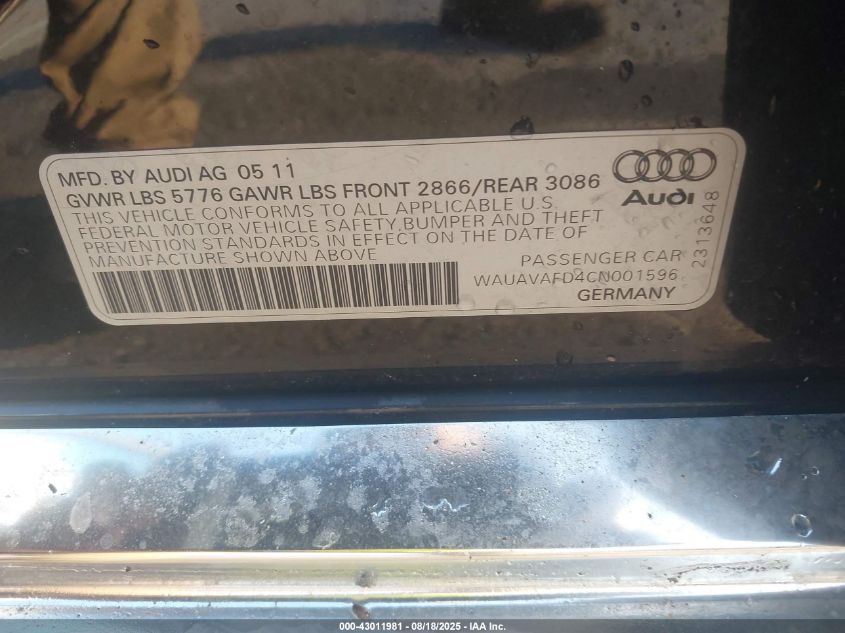 MFD. BY AUDI AG 05 11
GVWR LBS 5776 GAWR LBS FRONT 2866/REAR 3086
THIS VEHICLE CONFORMS TO ALL APPLICABLE U.S.
FEDERAL MOTOR VEHICLE SAFETY,BUMPER AND THEFT
PREVENTION STANDARDS IN EFFECT ON THE DATE OF
MANUFACTURE SHOWN ABOVE
PASSENGER CAR
WAUAVAFD4CN001596
GERMANY
Audi
2313648
000-43011981 - 08/18/2025 - IAA Inc.